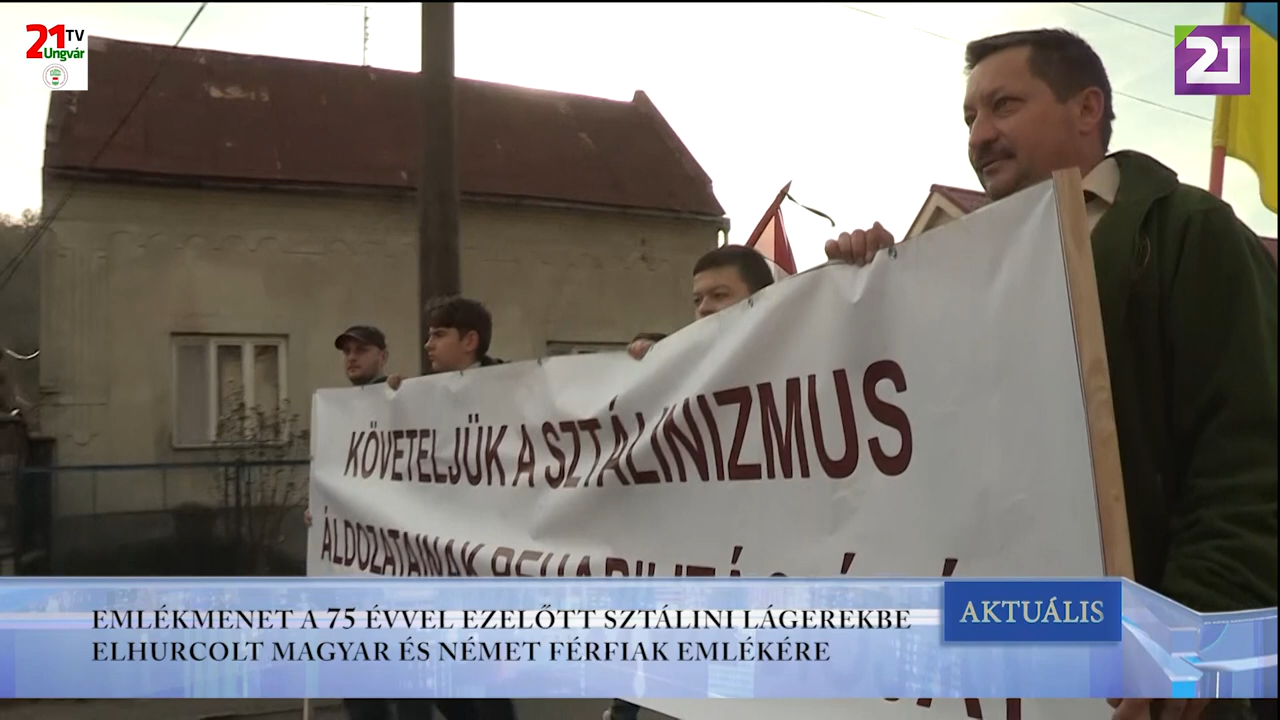 21 TV
Ungvár
21
KÖVETELJÜK A SZTÁLINIZMUS
ÁLDOZATAINAK
EMLÉKMENET A 75 ÉVVEL EZELŐTT SZTÁLINI LÁGEREKBE
ELHURCOLT MAGYAR ÉS NÉMET FÉRFIAK EMLÉKÉRE
AKTUÁLIS